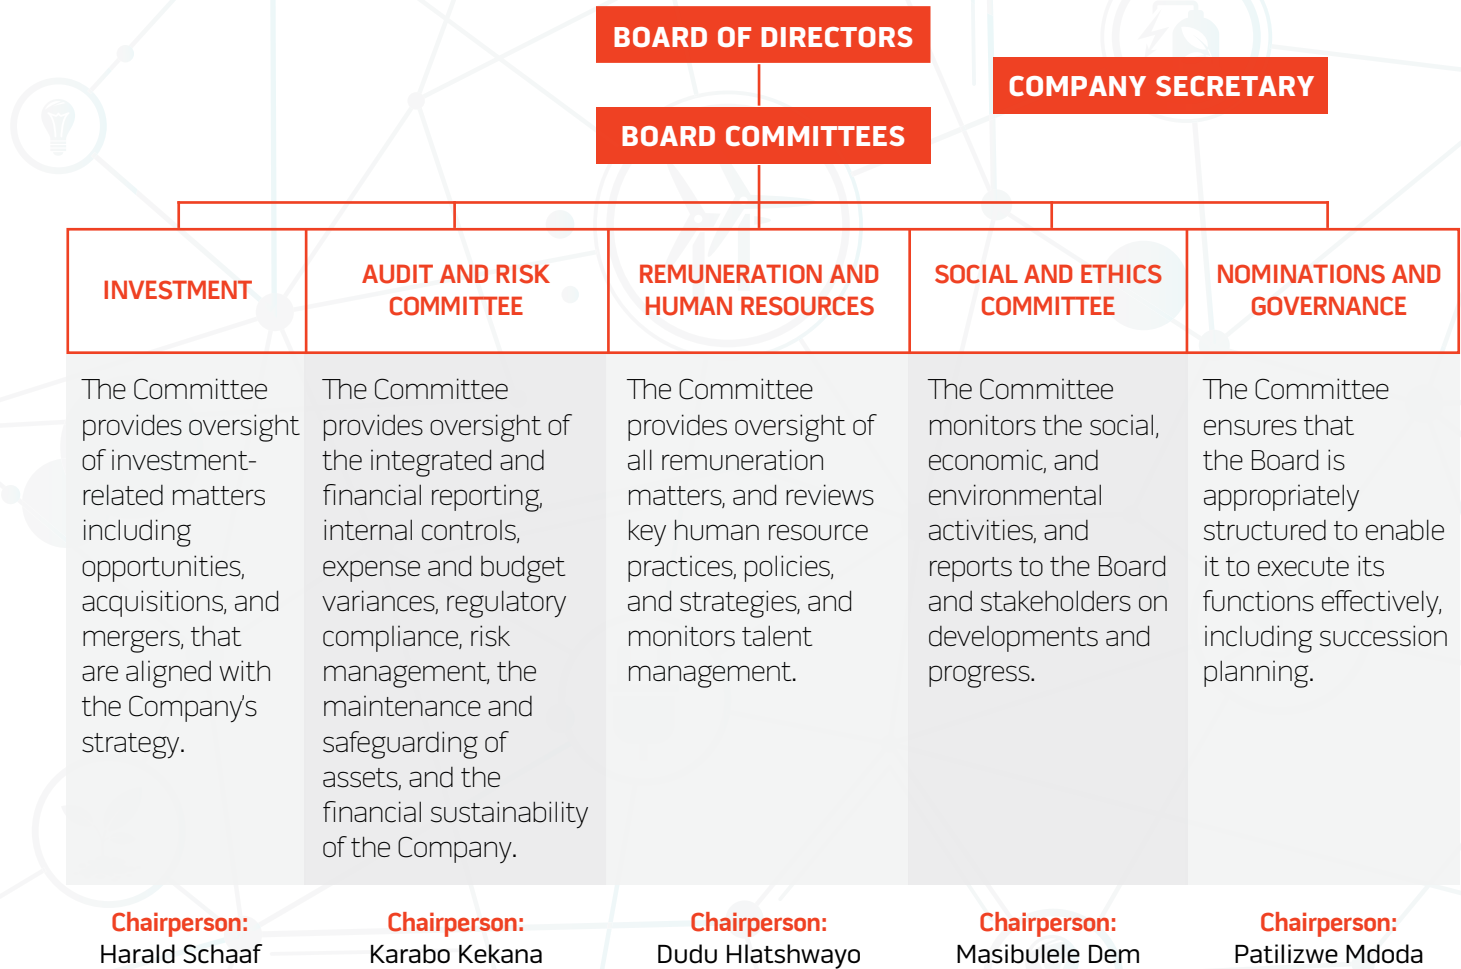 BOARD OF DIRECTORS
COMPANY SECRETARY
BOARD COMMITTEES
INVESTMENT
AUDIT AND RISK
COMMITTEE
REMUNERATION AND
HUMAN RESOURCES
SOCIAL AND ETHICS
COMMITTEE
NOMINATIONS AND
GOVERNANCE
The Committee
provides oversight
of investment-
related matters
including
opportunities,
acquisitions, and
mergers, that
are aligned with
the Company's
strategy.
The Committee
provides oversight of
the integrated and
financial reporting,
internal controls,
expense and budget
variances, regulatory
compliance, risk
management, the
maintenance and
safeguarding of
assets, and the
financial sustainability
of the Company.
The Committee
provides oversight of
all remuneration
matters, and reviews
key human resource
practices, policies,
and strategies, and
monitors talent
management.
The Committee
monitors the social,
economic, and
environmental
activities, and
reports to the Board
and stakeholders on
developments and
progress.
The Committee
ensures that
the Board is
appropriately
structured to enable
it to execute its
functions effectively,
including succession
planning.
Chairperson:
Harald Schaaf
Chairperson:
Karabo Kekana
Chairperson:
Dudu Hlatshwayo
Chairperson:
Masibulele Dem
Chairperson:
Patilizwe Mdoda